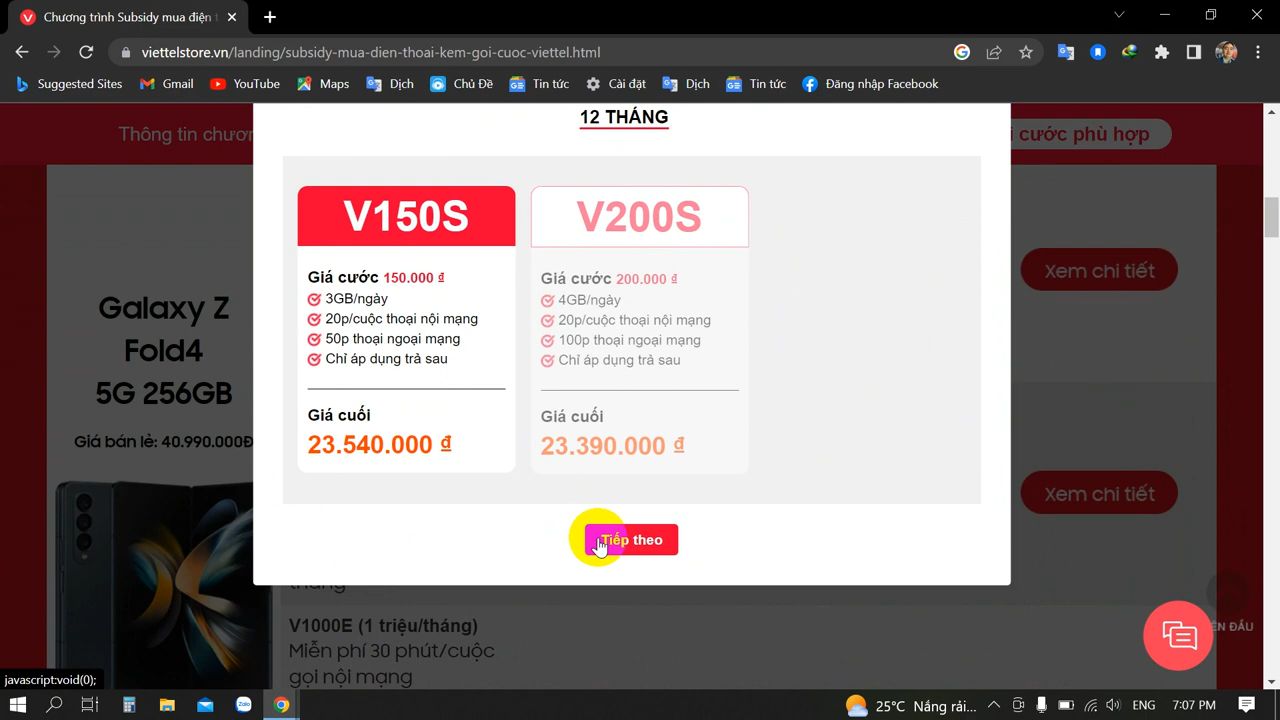 Chương trình Subsidy mua điện t
viettelstore.vn/landing/subsidy-mua-dien-thoai-kem-goi-cuoc-viettel.html
Suggested Sites
Gmail
YouTube
Maps
Dịch
Chủ Đề
Tin tức
Cài đặt
Dịch
Tin tức
Đăng nhập Facebook
Thông tin chươn
i cước phù hợp
12 THÁNG
V150S
Giá cước 150.000 ₫
3GB/ngày
20p/cuộc thoại nội mạng
50p thoại ngoại mạng
Chỉ áp dụng trả sau
Giá cuối
23.540.000 ₫
V200S
Giá cước 200.000 ₫
4GB/ngày
20p/cuộc thoại nội mạng
100p thoại ngoại mạng
Chỉ áp dụng trả sau
Giá cuối
23.390.000 ₫
Tiếp theo
Galaxy Z
Fold4
5G 256GB
Giá bán lẻ: 40.990.000Đ
Xem chi tiết
Xem chi tiết
tháng
V1000E (1 triệu/tháng)
Miễn phí 30 phút/cuộc
gọi nội mạng
ÊN ĐẦU
javascript:void(0);
Zalo
25°C Nắng rải...
ENG
7:07 PM